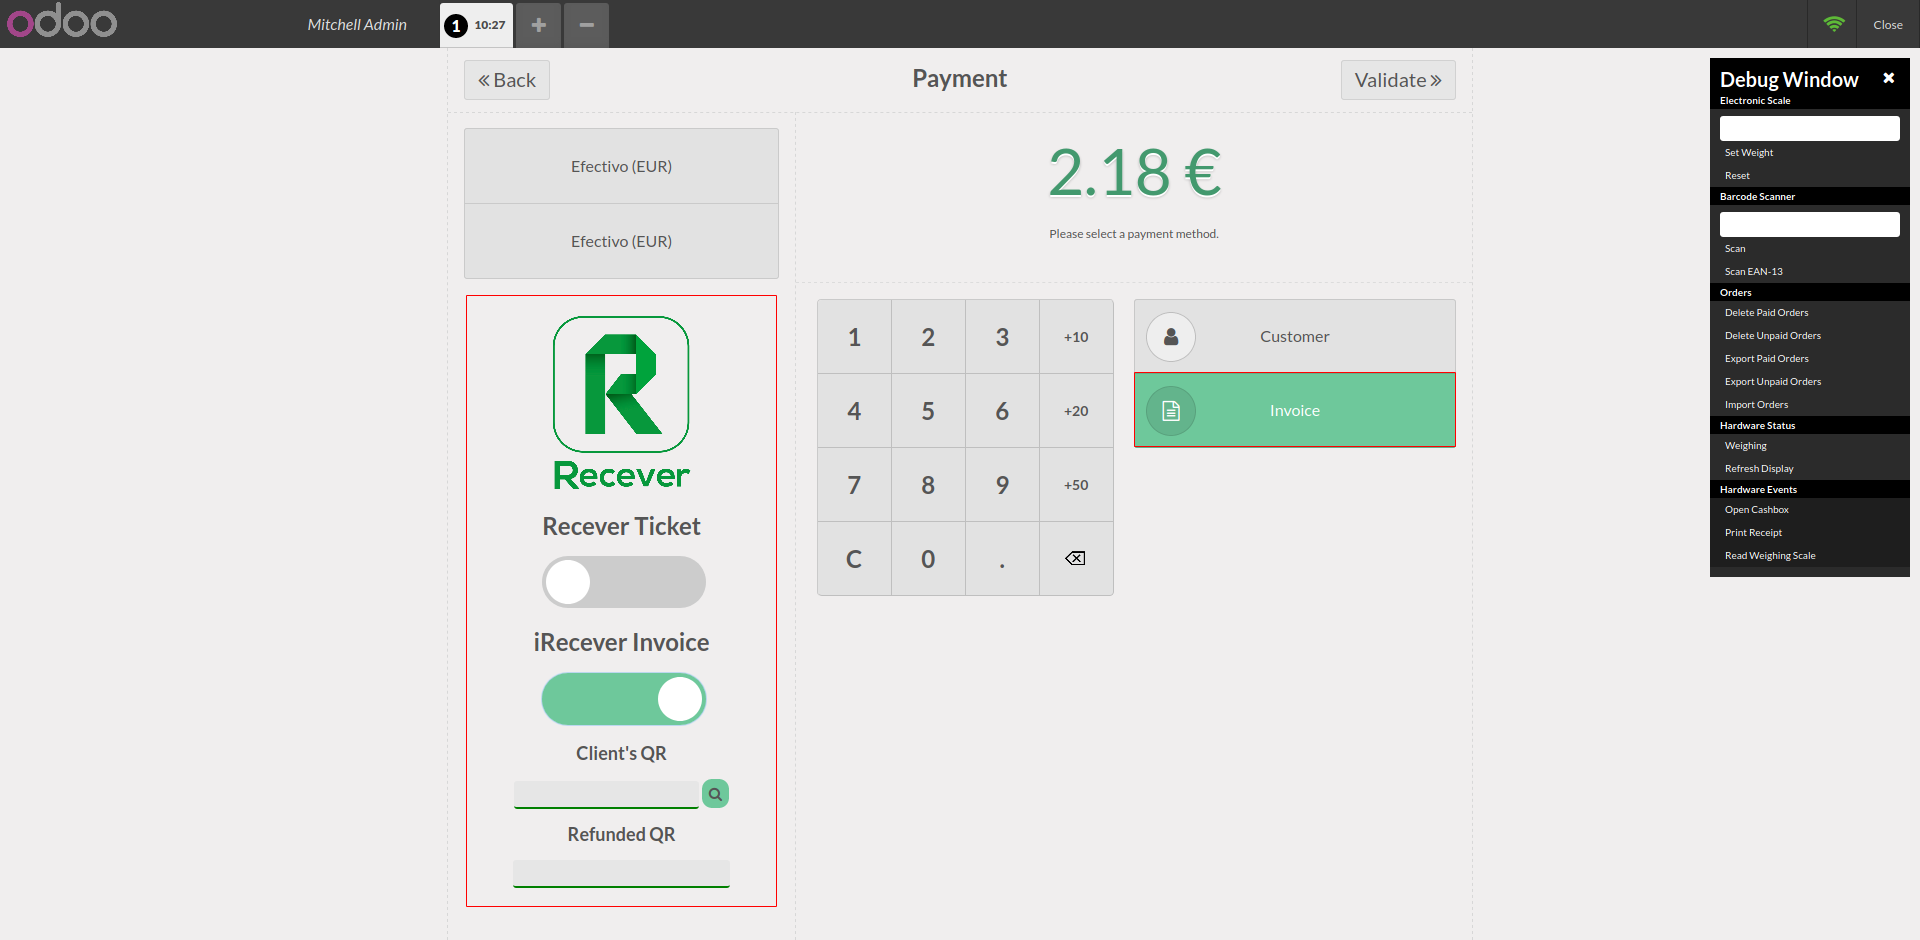 odoo
Mitchell Admin
1 10:27
Close
Back
Payment
Validate
Efectivo (EUR)
Efectivo (EUR)
2.18 €
Please select a payment method.
Recever
Recever Ticket
iRecever Invoice
Client's QR
Refunded QR
1 2 3 +10
4 5 6 +20
7 8 9 +50
C 0 .
Customer
Invoice
Debug Window
Electronic Scale
Set Weight
Reset
Barcode Scanner
Scan
Scan EAN-13
Orders
Delete Paid Orders
Delete Unpaid Orders
Export Paid Orders
Export Unpaid Orders
Import Orders
Hardware Status
Weighing
Refresh Display
Hardware Events
Open Cashbox
Print Receipt
Read Weighing Scale